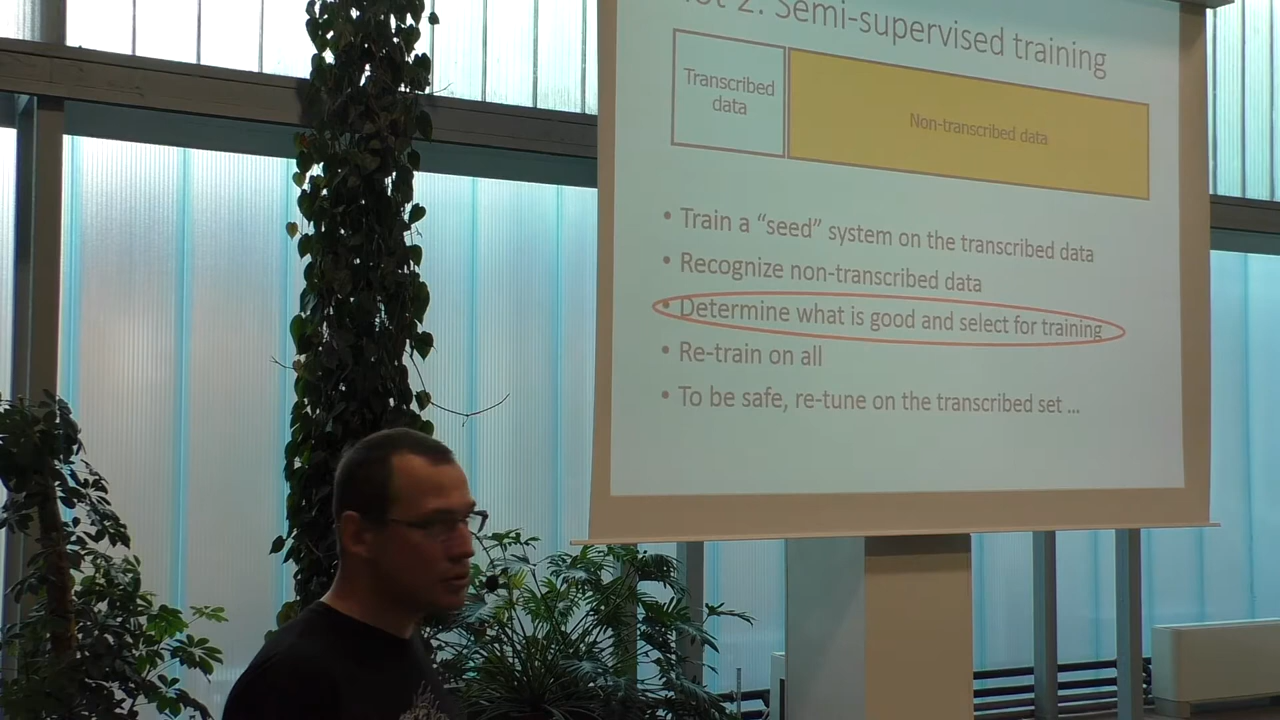 2. Semi-supervised training
Transcribed
data
Non-transcribed data
• Train a “seed” system on the transcribed data
• Recognize non-transcribed data
• Determine what is good and select for training
• Re-train on all
• To be safe, re-tune on the transcribed set ...